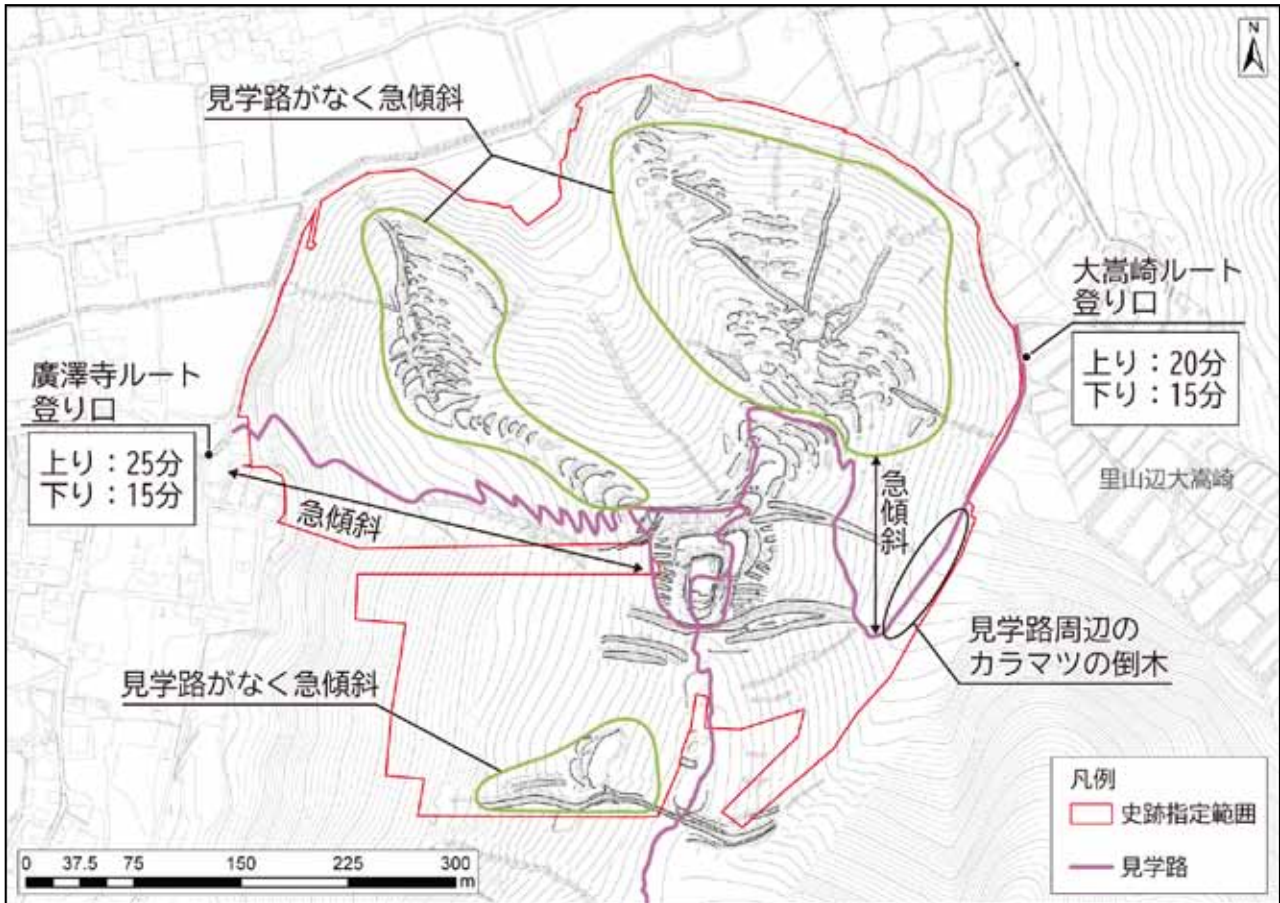 N
見学路がなく急傾斜
大嵩崎ルート
登り口
上り：20分
下り：15分
廣澤寺ルート
登り口
上り：25分
下り：15分
急傾斜
急傾斜
里山辺大嵩崎
見学路周辺の
カラマツの倒木
見学路がなく急傾斜
凡例
史跡指定範囲
見学路
0 37.5 75 150 225 300
m